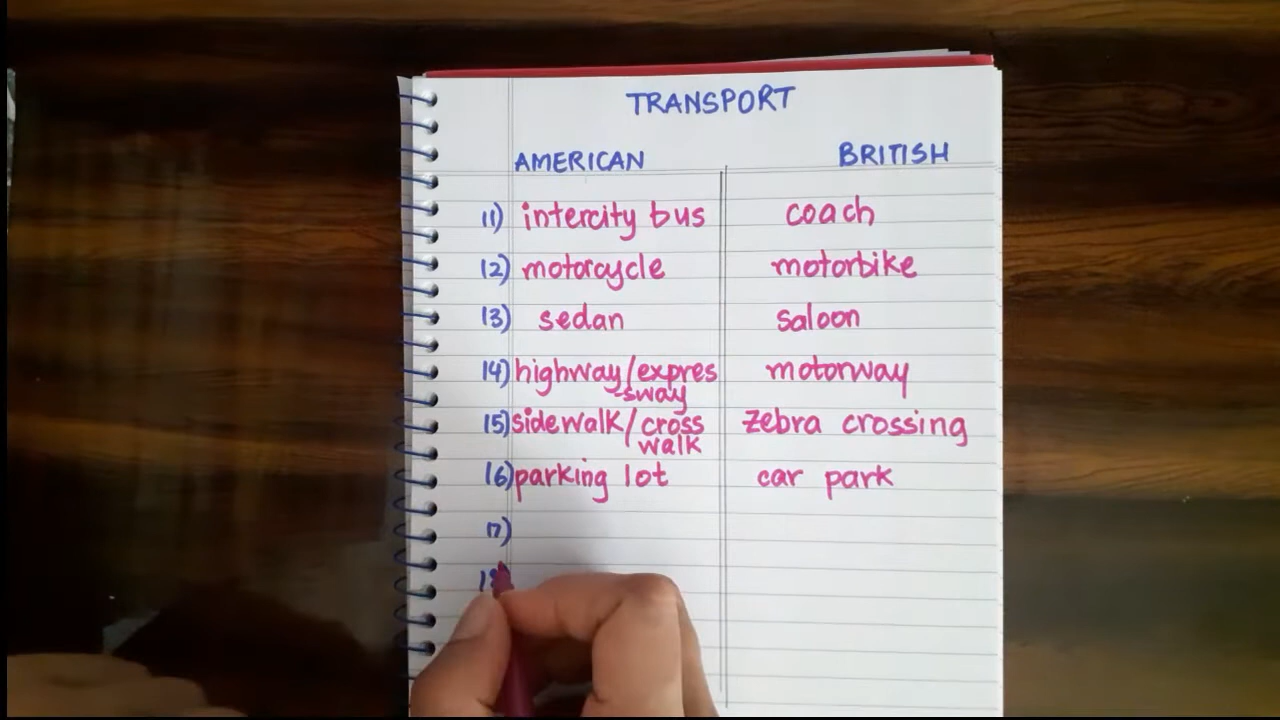 TRANSPORT
AMERICAN BRITISH
11) intercity bus coach
12) motorcycle motorbike
13) sedan saloon
14) highway/expres motorway
-sway
15) sidewalk/cross zebra crossing
walk
16) parking lot car park
17)